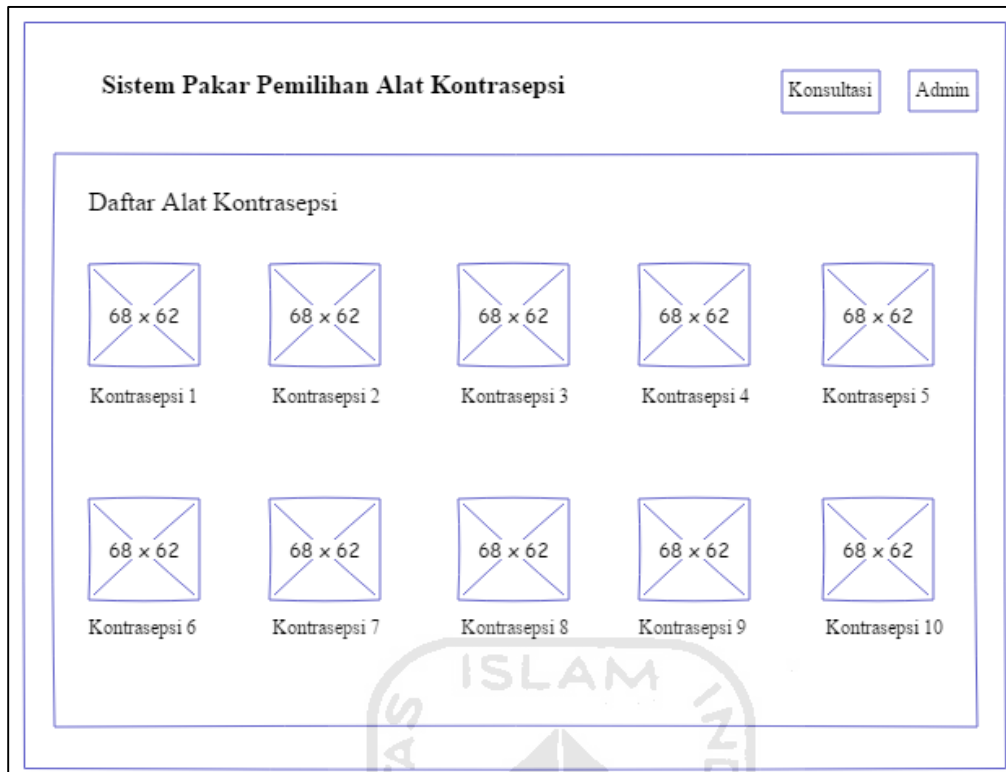 Sistem Pakar Pemilihan Alat Kontrasepsi
Konsultasi Admin
Daftar Alat Kontrasepsi
68 x 62 68 x 62 68 x 62 68 x 62 68 x 62
Kontrasepsi 1 Kontrasepsi 2 Kontrasepsi 3 Kontrasepsi 4 Kontrasepsi 5
68 x 62 68 x 62 68 x 62 68 x 62 68 x 62
Kontrasepsi 6 Kontrasepsi 7 Kontrasepsi 8 Kontrasepsi 9 Kontrasepsi 10
ISLAM